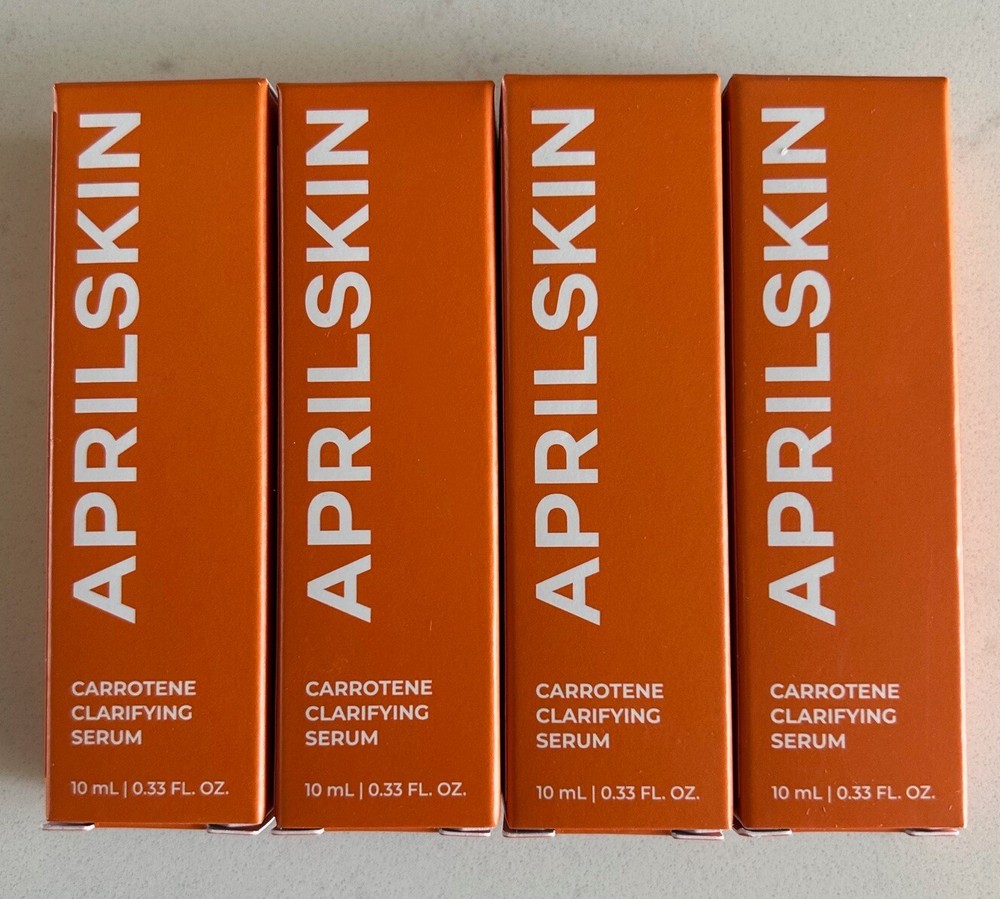 APRILSKIN
CARROTENE
CLARIFYING
SERUM
10 mL | 0.33 FL. OZ.
APRILSKIN
CARROTENE
CLARIFYING
SERUM
10 mL | 0.33 FL. OZ.
APRILSKIN
CARROTENE
CLARIFYING
SERUM
10 mL | 0.33 FL. OZ.
APRILSKIN
CARROTENE
CLARIFYING
SERUM
10 mL | 0.33 FL. OZ.